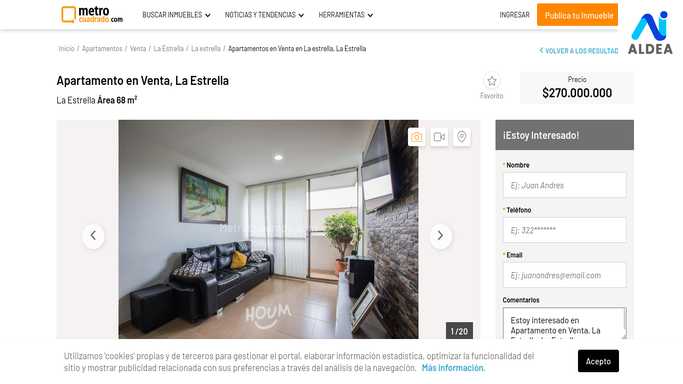 metro
cuadrado.com
BUSCAR INMUEBLES
NOTICIAS Y TENDENCIAS
HERRAMIENTAS
INGRESAR
Publica tu Inmueble
ALDEA
Inicio / Apartamentos / Venta / La Estrella / La estrella / Apartamentos en Venta en La estrella, La Estrella
VOLVER A LOS RESULTAD
Apartamento en Venta, La Estrella
La Estrella Área 68 m²
Favorito
Precio
$270.000.000
¡Estoy Interesado!
* Nombre
Ej: Juan Andres
* Teléfono
Ej: 322*******
* Email
Ej: juanandres@email.com
Comentarios
Estoy interesado en
Apartamento en Venta, La
HOUM
1 / 20
Utilizamos 'cookies' propias y de terceros para gestionar el portal, elaborar información estadística, optimizar la funcionalidad del
sitio y mostrar publicidad relacionada con sus preferencias a través del análisis de la navegación. Más información.
Acepto